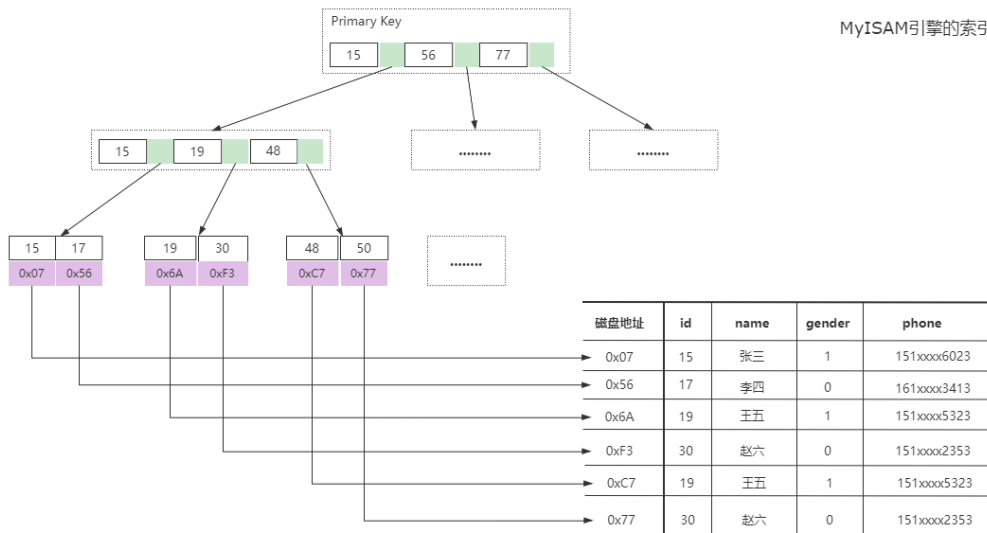 Primary Key
MyISAM引擎的索引
15 56 77
15 19 48
........
........
15 17
19 30
48 50
0x07 0x56
0x6A 0xF3
0xC7 0x77
........
磁盘地址 id name gender phone
0x07 15 张三 1 151xxxx6023
0x56 17 李四 0 161xxxx3413
0x6A 19 王五 1 151xxxx5323
0xF3 30 赵六 0 151xxxx2353
0xC7 19 王五 1 151xxxx5323
0x77 30 赵六 0 151xxxx2353